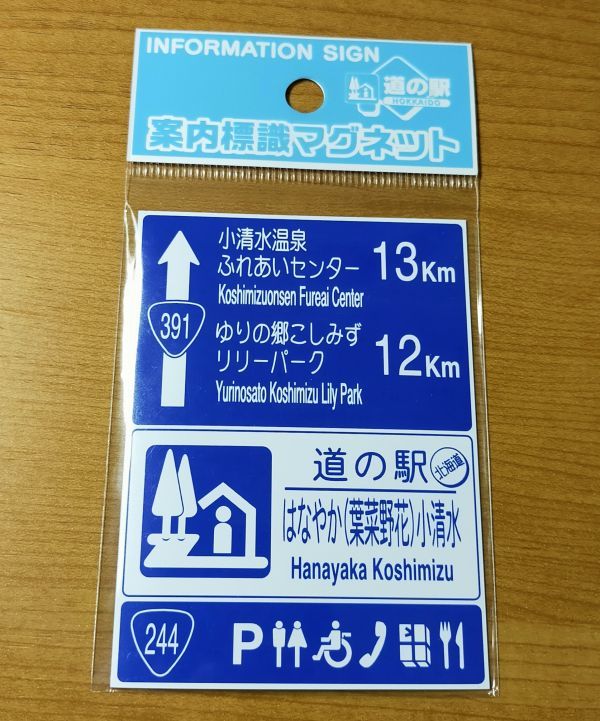 INFORMATION SIGN
道の駅
HOKKAIDO
案内標識マグネット
小清水温泉
ふれあいセンター
13Km
Koshimizuonsen Fureai Center
391
ゆりの郷こしみず
リリーパーク
12Km
Yurinosato Koshimizu Lily Park
道の駅
北海道
はなやか(葉菜野花)小清水
Hanayaka Koshimizu
244
P